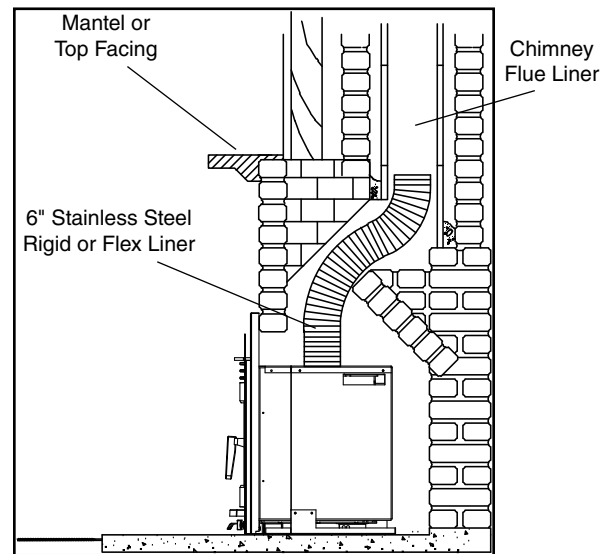 Mantel or
Top Facing
Chimney
Flue Liner
6" Stainless Steel
Rigid or Flex Liner